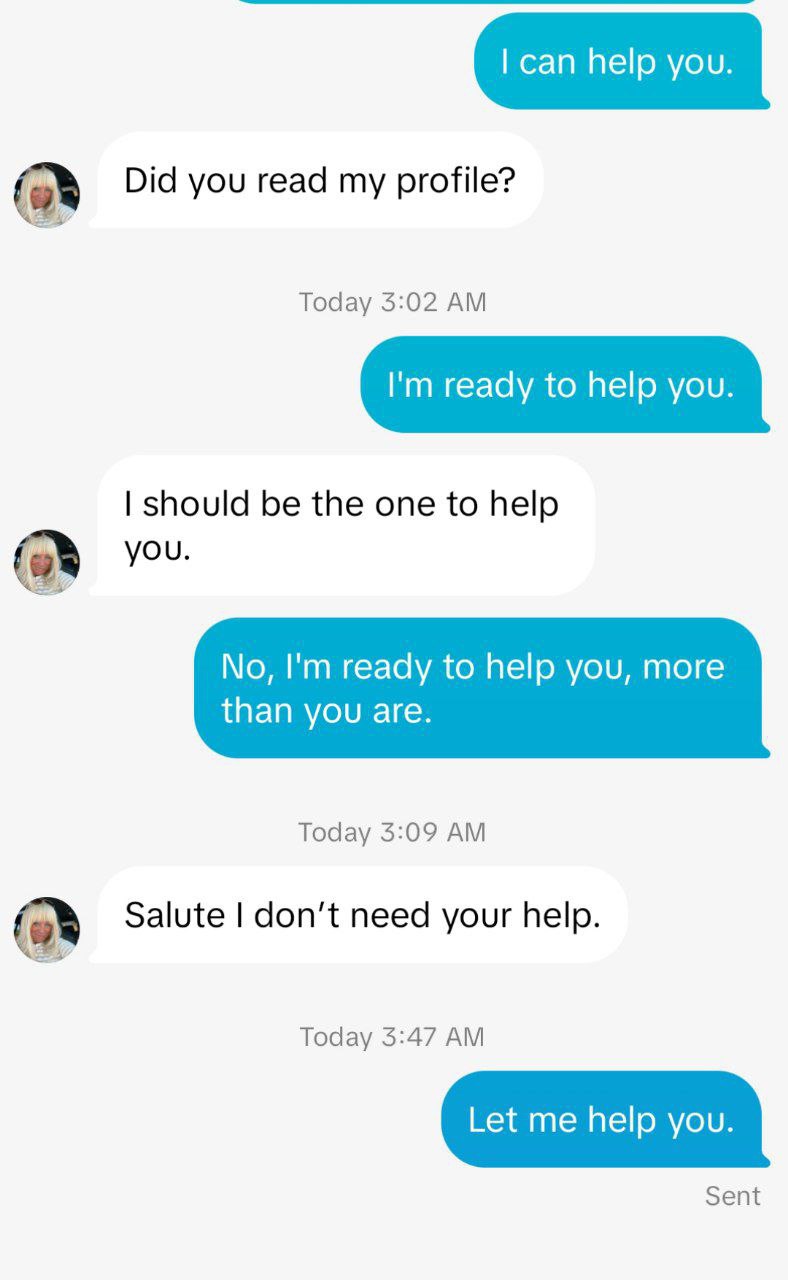 I can help you.
Did you read my profile?
Today 3:02 AM
I'm ready to help you.
I should be the one to help
you.
No, I'm ready to help you, more
than you are.
Today 3:09 AM
Salute I don’t need your help.
Today 3:47 AM
Let me help you.
Sent